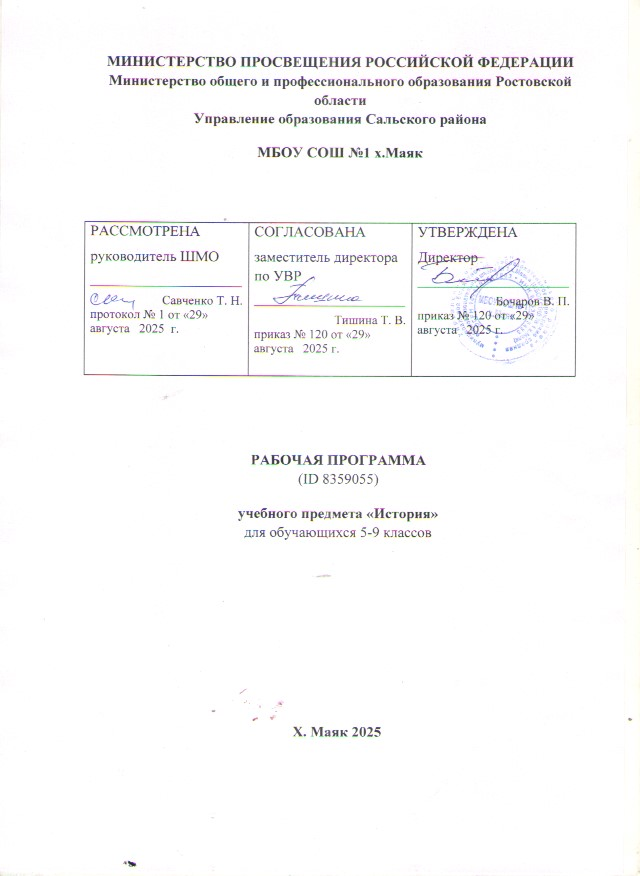 МИНИСТЕРСТВО ПРОСВЕЩЕНИЯ РОССИЙСКОЙ ФЕДЕРАЦИИ
Министерство общего и профессионального образования Ростовской
области
Управление образования Сальского района
МБОУ СОШ №1 х.Маяк
РАССМОТРЕНА
руководитель ШМО
Савченко Т. Н.
протокол № 1 от «29»
августа 2025 г.
СОГЛАСОВАНА
заместитель директора
по УВР
Тишина Т. В.
приказ № 120 от «29»
августа 2025 г.
УТВЕРЖДЕНА
Директор
Бочаров В. П.
приказ № 120 от «29»
августа 2025 г.
РАБОЧАЯ ПРОГРАММА
(ID 8359055)
учебного предмета «История»
для обучающихся 5-9 классов
Х. Маяк 2025